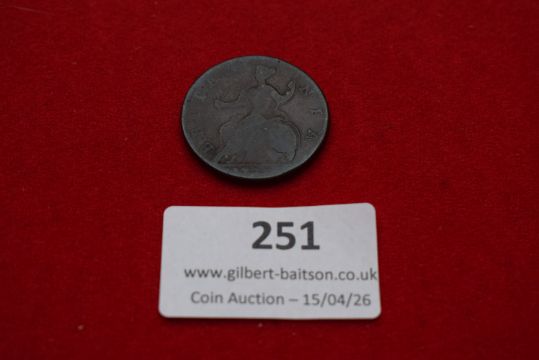 251
www.gilbert-baitson.co.uk
Coin Auction – 15/04/26